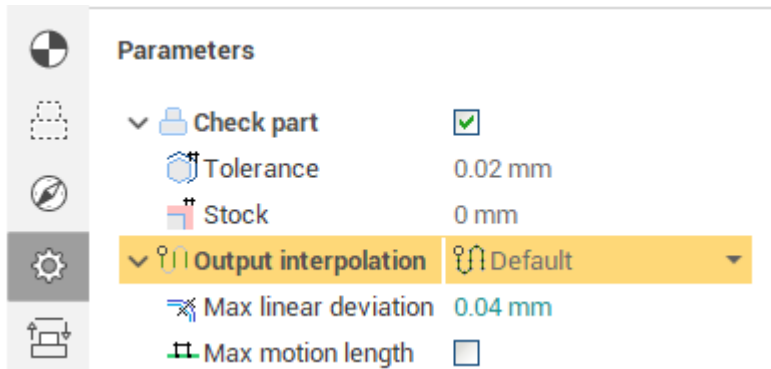 Parameters
Check part
Tolerance 0.02 mm
Stock 0 mm
Output interpolation Default
Max linear deviation 0.04 mm
Max motion length